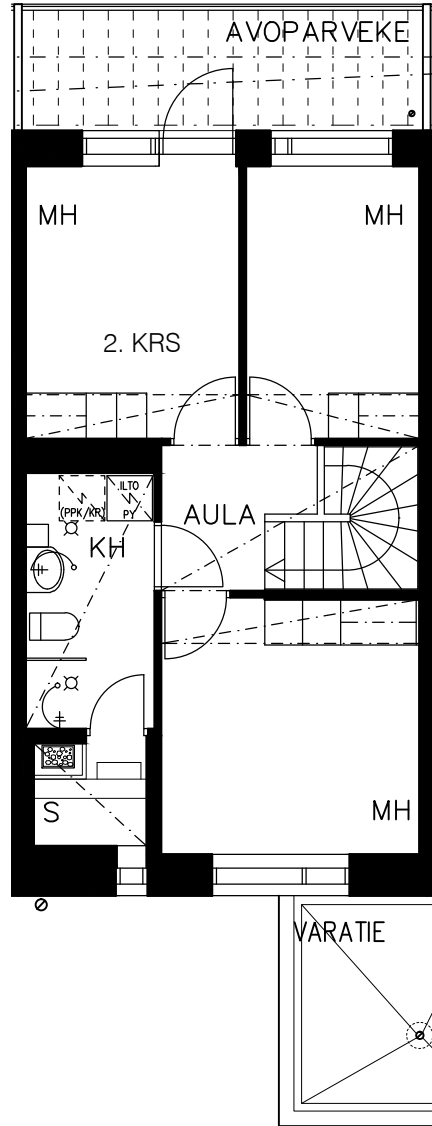 AVOPARVEKE
MH
MH
2. KRS
ILTO
(PPK/KR)
PY
AULA
KH
S
MH
VARATIE